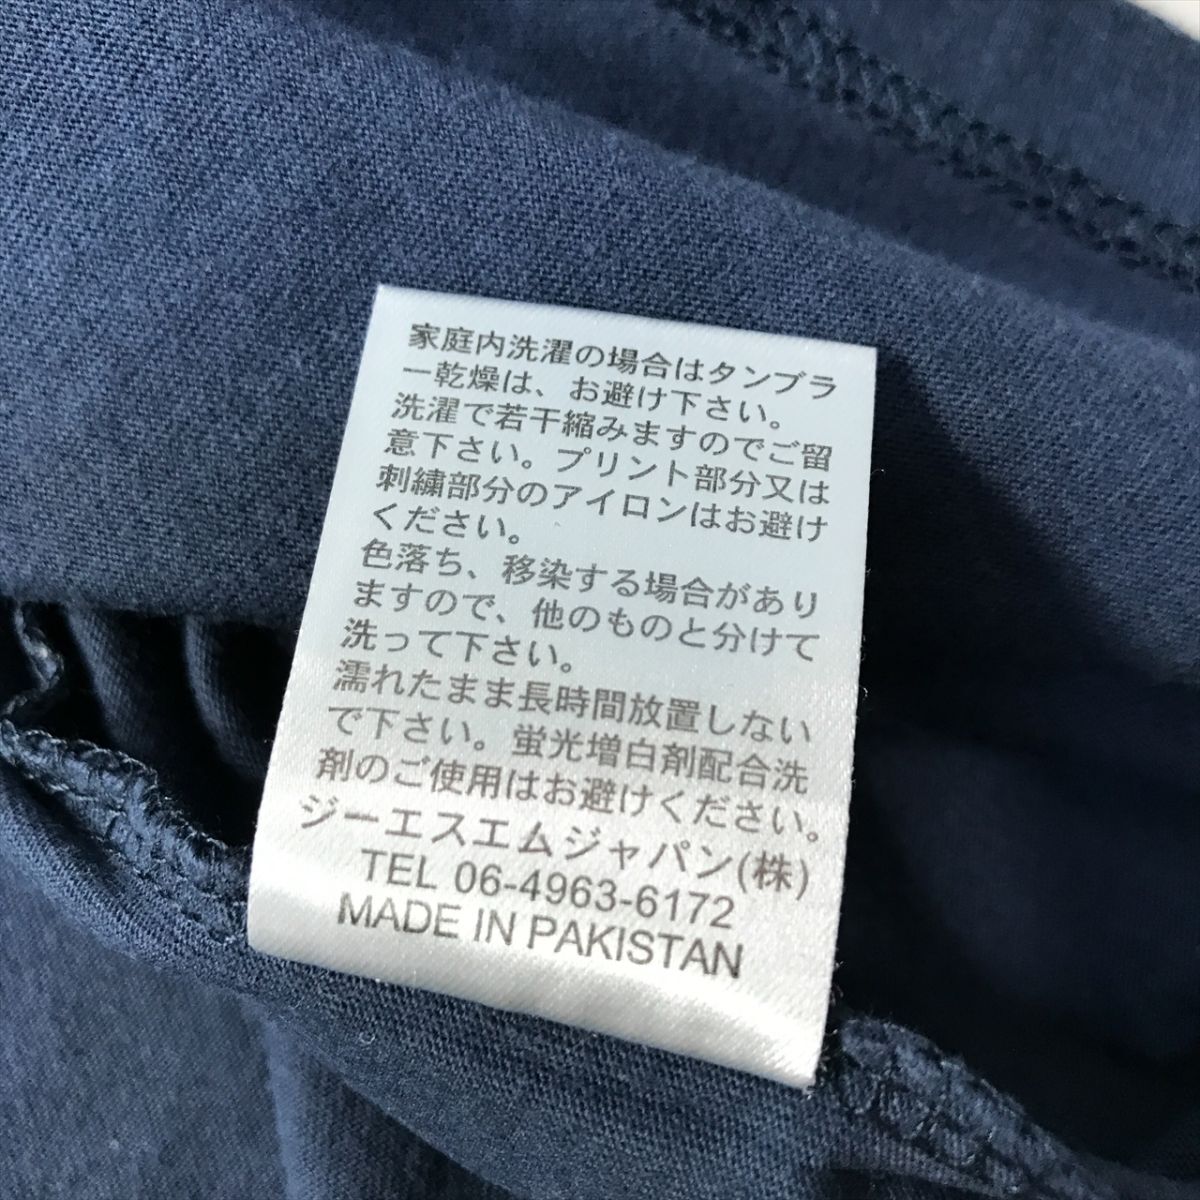 家庭内洗濯の場合はタンブラ
ー乾燥は、お避け下さい。
洗濯で若干縮みますのでご留
意下さい。プリント部分又は
刺繍部分のアイロンはお避け
ください。
色落ち、移染する場合があり
ますので、他のものと分けて
洗って下さい。
濡れたまま長時間放置しない
で下さい。蛍光増白剤配合洗
剤のご使用はお避けください。
ジーエスエムジャパン(株)
TEL 06-4963-6172
MADE IN PAKISTAN